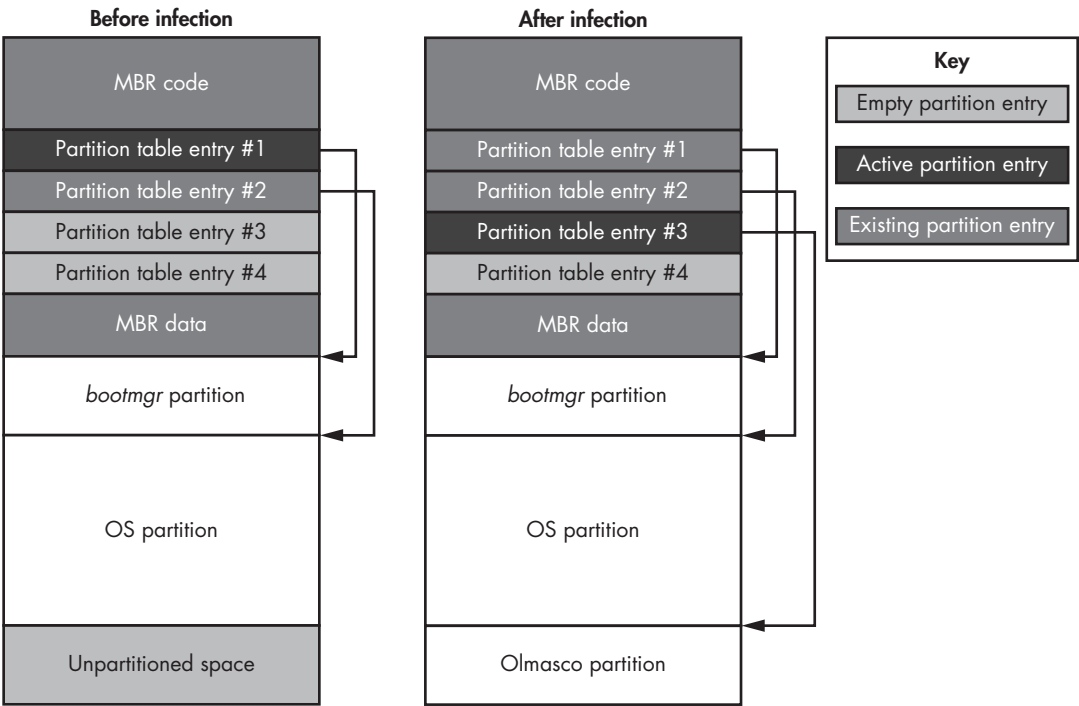 Before infection
MBR code
Partition table entry #1
Partition table entry #2
Partition table entry #3
Partition table entry #4
MBR data
bootmgr partition
OS partition
Unpartitioned space
After infection
MBR code
Partition table entry #1
Partition table entry #2
Partition table entry #3
Partition table entry #4
MBR data
bootmgr partition
OS partition
Olmasco partition
Key
Empty partition entry
Active partition entry
Existing partition entry